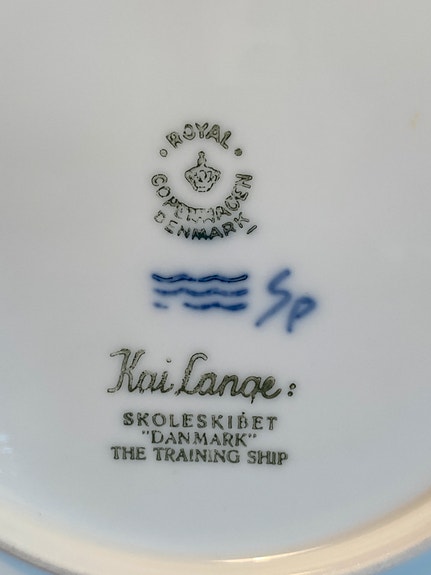 ROYAL
COPENHAGEN
DENMARK
Sp
Kai Lange:
SKOLESKIBET
"DANMARK"
THE TRAINING SHIP